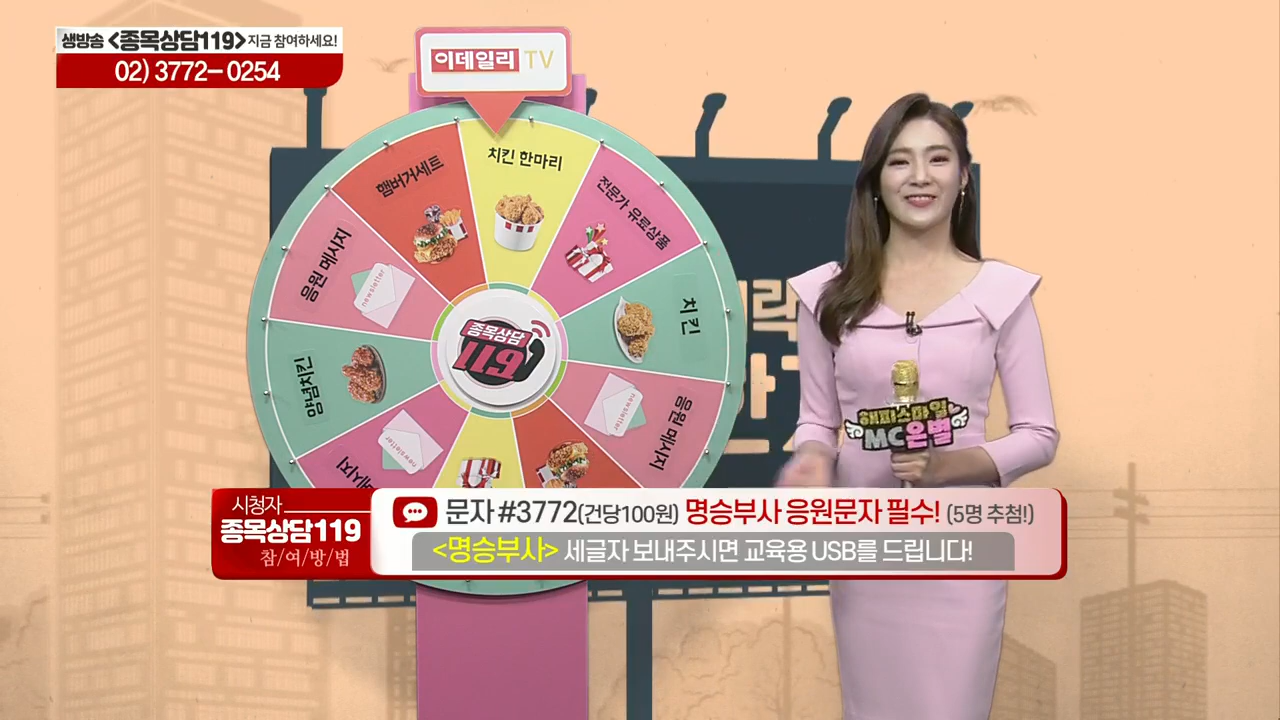 생방송 <종목상담119> 지금 참여하세요!
02) 3772-0254
이데일리 TV
치킨 한마리
전문가 유료상품
치킨
newsletter
응원 메시지
newsletter
양념치킨
newsletter
응원 메시지
햄버거세트
종목상담
119
해피스마일
MC온별
시청자
종목상담119
참/여/방/법
문자 #3772(건당100원) 명승부사 응원문자 필수! (5명 추첨!)
<명승부사> 세글자 보내주시면 교육용 USB를 드립니다!